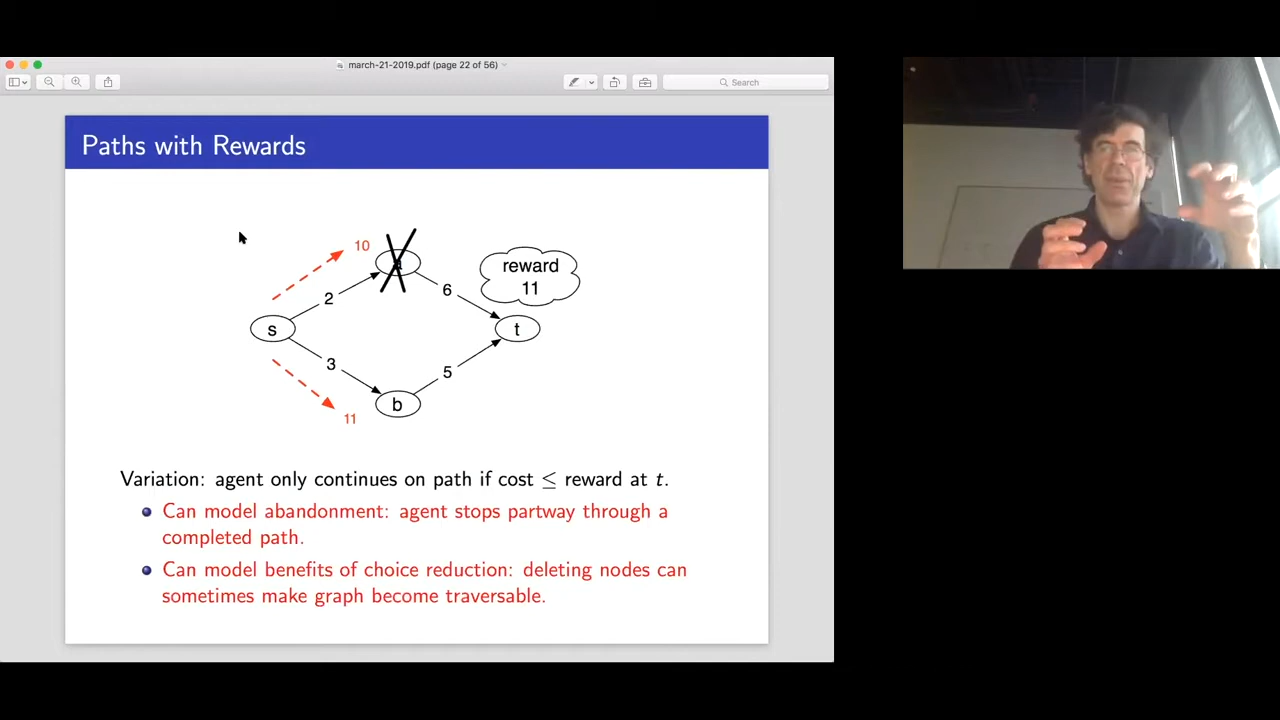 march-21-2019.pdf (page 22 of 56)
Search
Paths with Rewards
10
2
6
reward
11
s
t
3
5
b
11
Variation: agent only continues on path if cost ≤ reward at t.
Can model abandonment: agent stops partway through a
completed path.
Can model benefits of choice reduction: deleting nodes can
sometimes make graph become traversable.